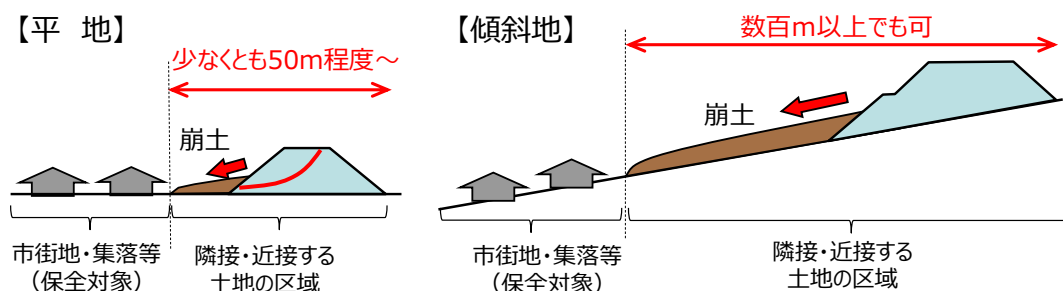 【平　地】
少なくとも50m程度～
崩土
市街地・集落等
（保全対象）
隣接・近接する
土地の区域
【傾斜地】
数百m以上でも可
崩土
市街地・集落等
（保全対象）
隣接・近接する
土地の区域